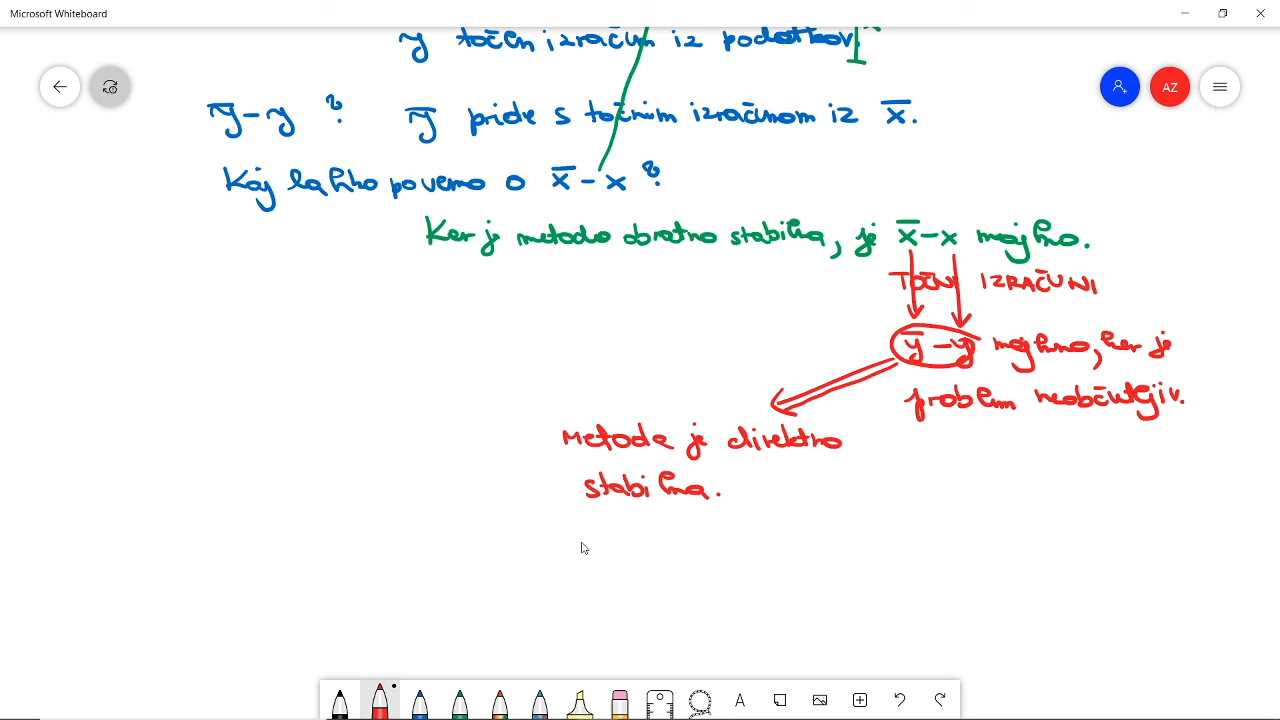 Microsoft Whiteboard
y točen izračun iz podatkov
AZ
ȳ-y ? ȳ pride s točnim izračunom iz x̄.
Kaj lahko povemo o x̄-x ?
Ker je metoda obratno stabilna, je x̄-x majhno.
TOČNI IZRAČUNI
ȳ-y majhno, ker je
problem neobčutljiv.
Metoda je direktno
stabilna.
A